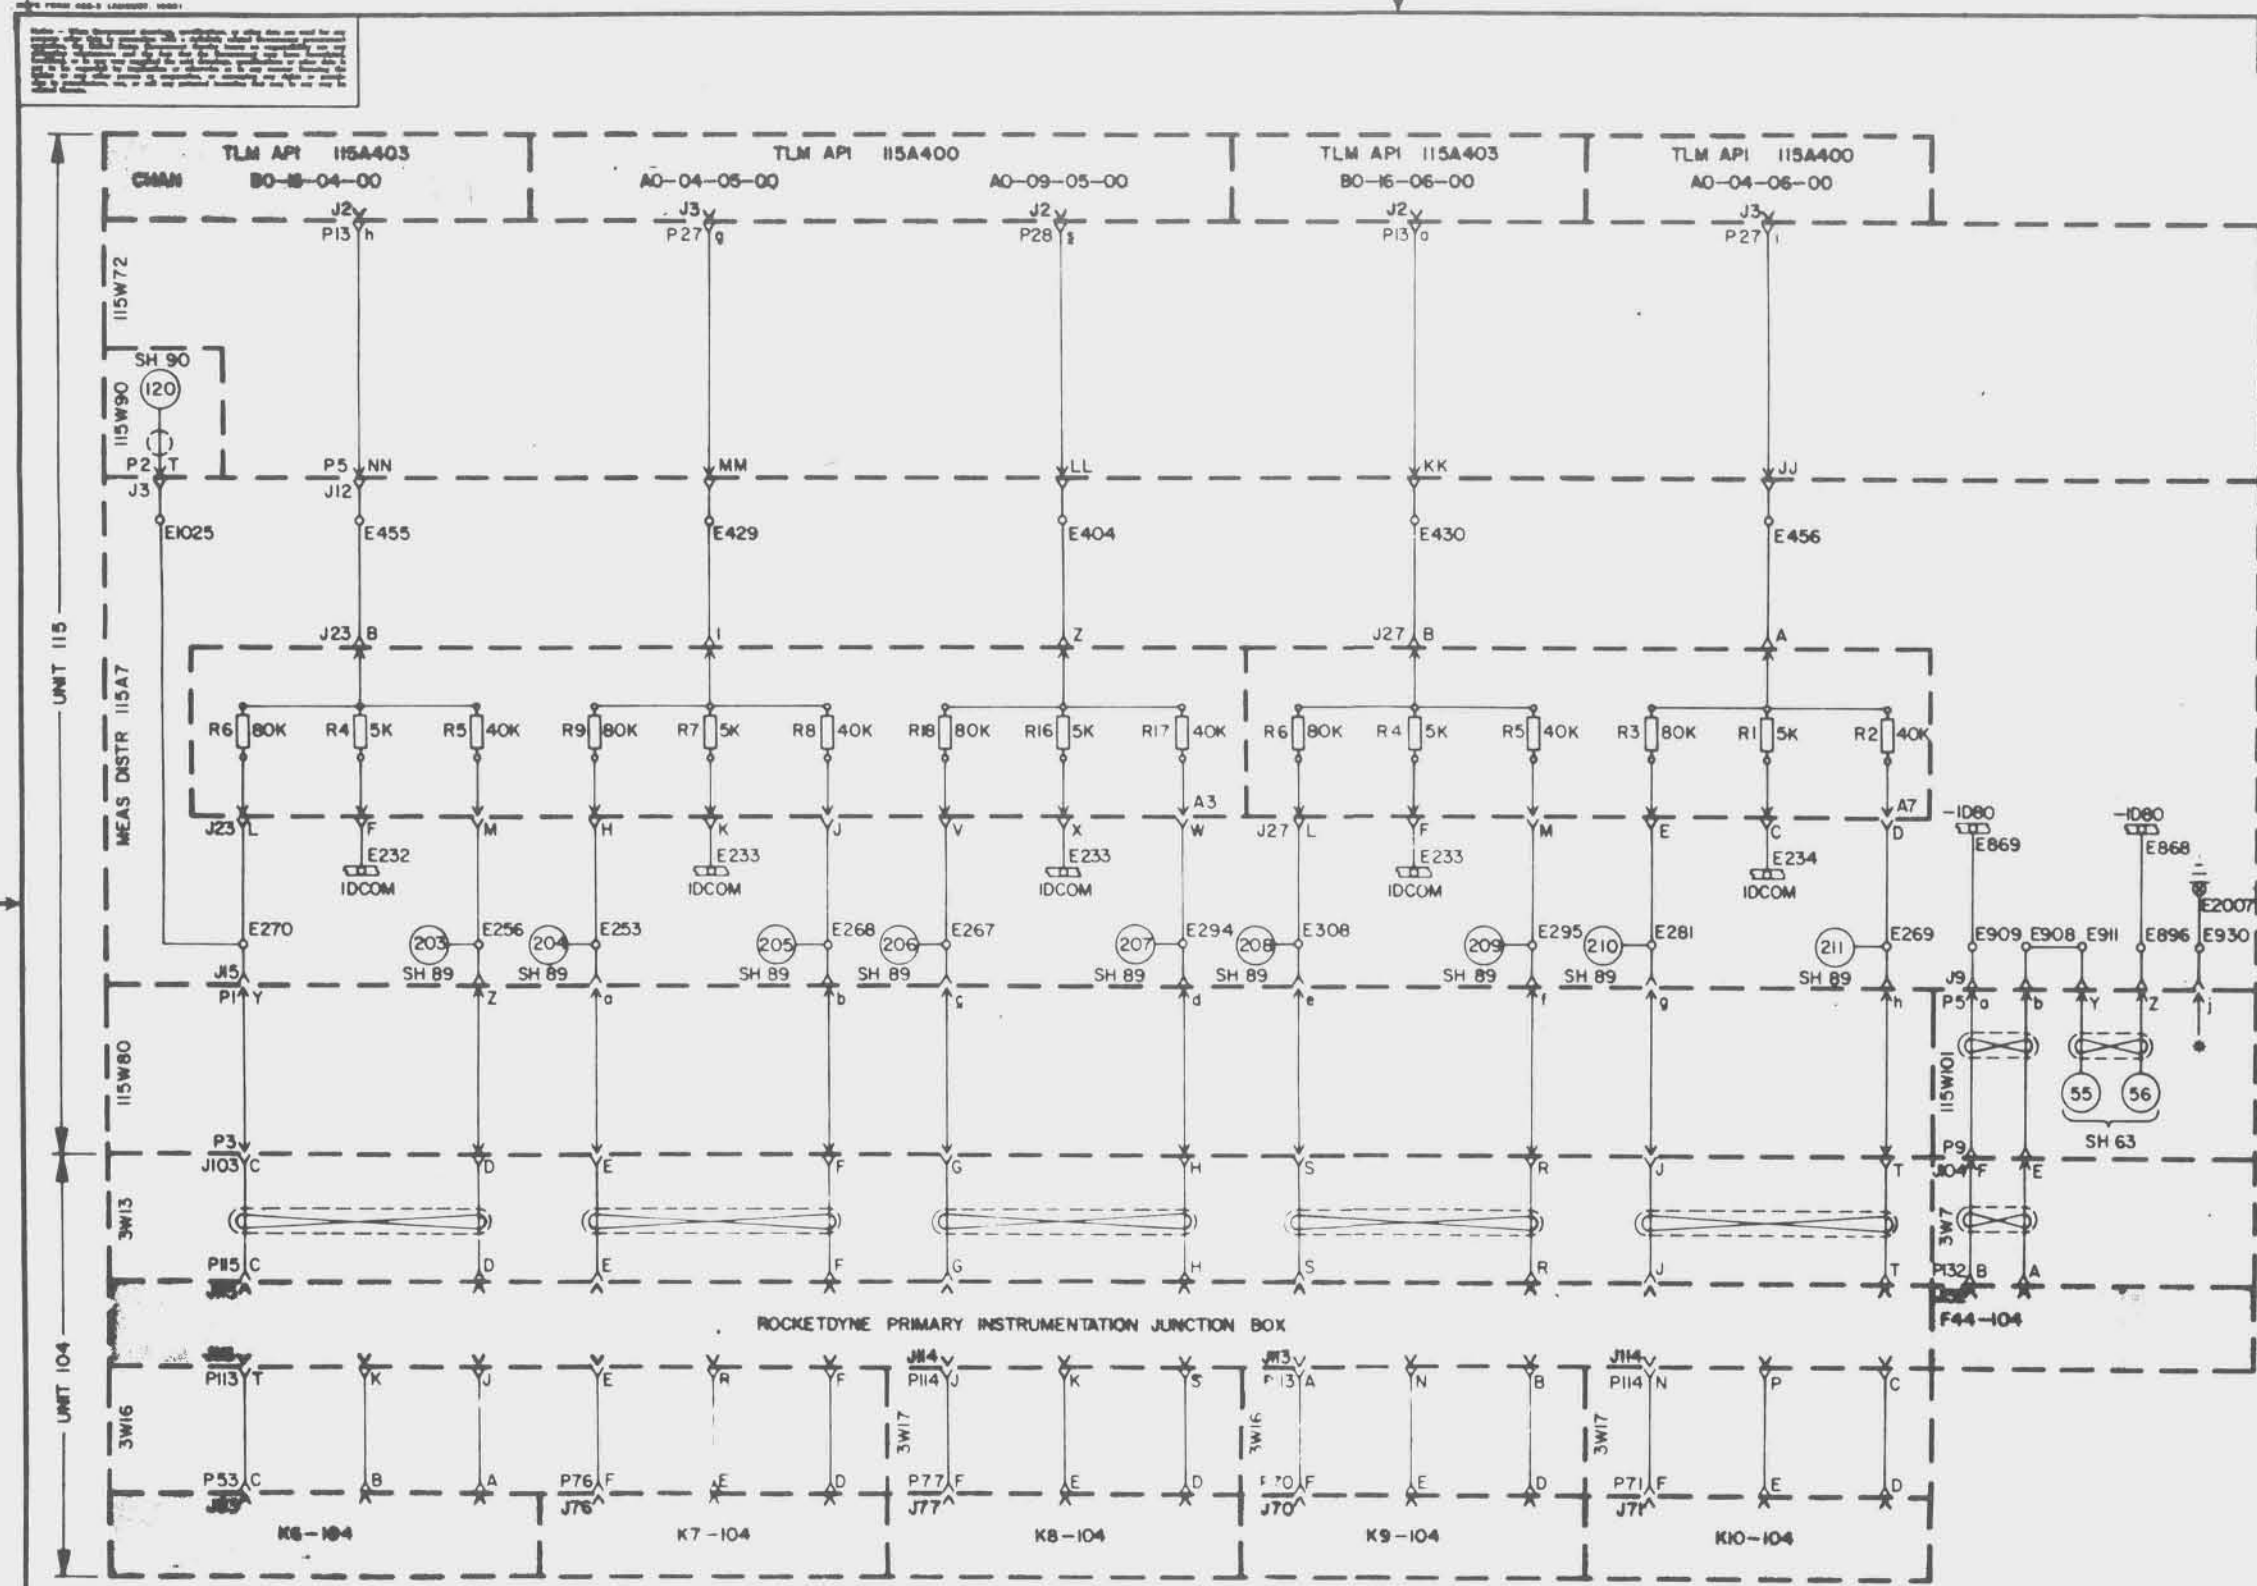 TLM API 115A403
TLM API 115A400
TLM API 115A403
TLM API 115A400
CHAN
B0-16-04-00
A0-04-05-00
A0-09-05-00
B0-16-06-00
A0-04-06-00
J2
J3
J2
J2
J3
P13 h
P27 g
P28 s
P13 a
P27 i
115W72
SH 90
120
115W90
P2 T
P5 NN
MM
LL
KK
JJ
J3
J12
E1025
E455
E429
E404
E430
E456
UNIT 115
MEAS DISTR 115A7
J23 B
I
Z
J27 B
A
R6 80K
R4 5K
R5 40K
R9 80K
R7 5K
R8 40K
R18 80K
R16 5K
R17 40K
R6 80K
R4 5K
R5 40K
R3 80K
R1 5K
R2 40K
A3
A7
J23 L
F
M
H
K
J
V
X
W
J27 L
F
M
E
C
D
-1D80
-1D80
E232
E233
E233
E233
E234
E869
E868
IDCOM
IDCOM
IDCOM
IDCOM
IDCOM
E2007
E270
203
E256
204
E253
205
E268
206
E267
207
E294
208
E308
209
E295
210
E281
211
E269
E909
E908
E911
E896
E930
SH 89
SH 89
SH 89
SH 89
SH 89
SH 89
SH 89
SH 89
SH 89
J15
J9
P1 Y
Z
a
b
c
d
e
f
g
h
P5 a
b
Y
Z
j
115W80
115W101
55
56
SH 63
P3
P9
J103 C
D
E
F
G
H
S
R
J
T
J104 F
E
3W13
3W7
P115 C
D
E
F
G
H
S
R
J
T
P132 B
A
F44-104
ROCKETDYNE PRIMARY INSTRUMENTATION JUNCTION BOX
UNIT 104
J114
J113
J114
P113 T
K
J
E
R
F
P114 J
K
S
P113 A
N
B
P114 N
P
C
3W16
3W17
3W16
3W17
P53 C
B
A
P76 F
E
D
P77 F
E
D
P70 F
E
D
P71 F
E
D
J76
J77
J70
J71
K6-104
K7-104
K8-104
K9-104
K10-104